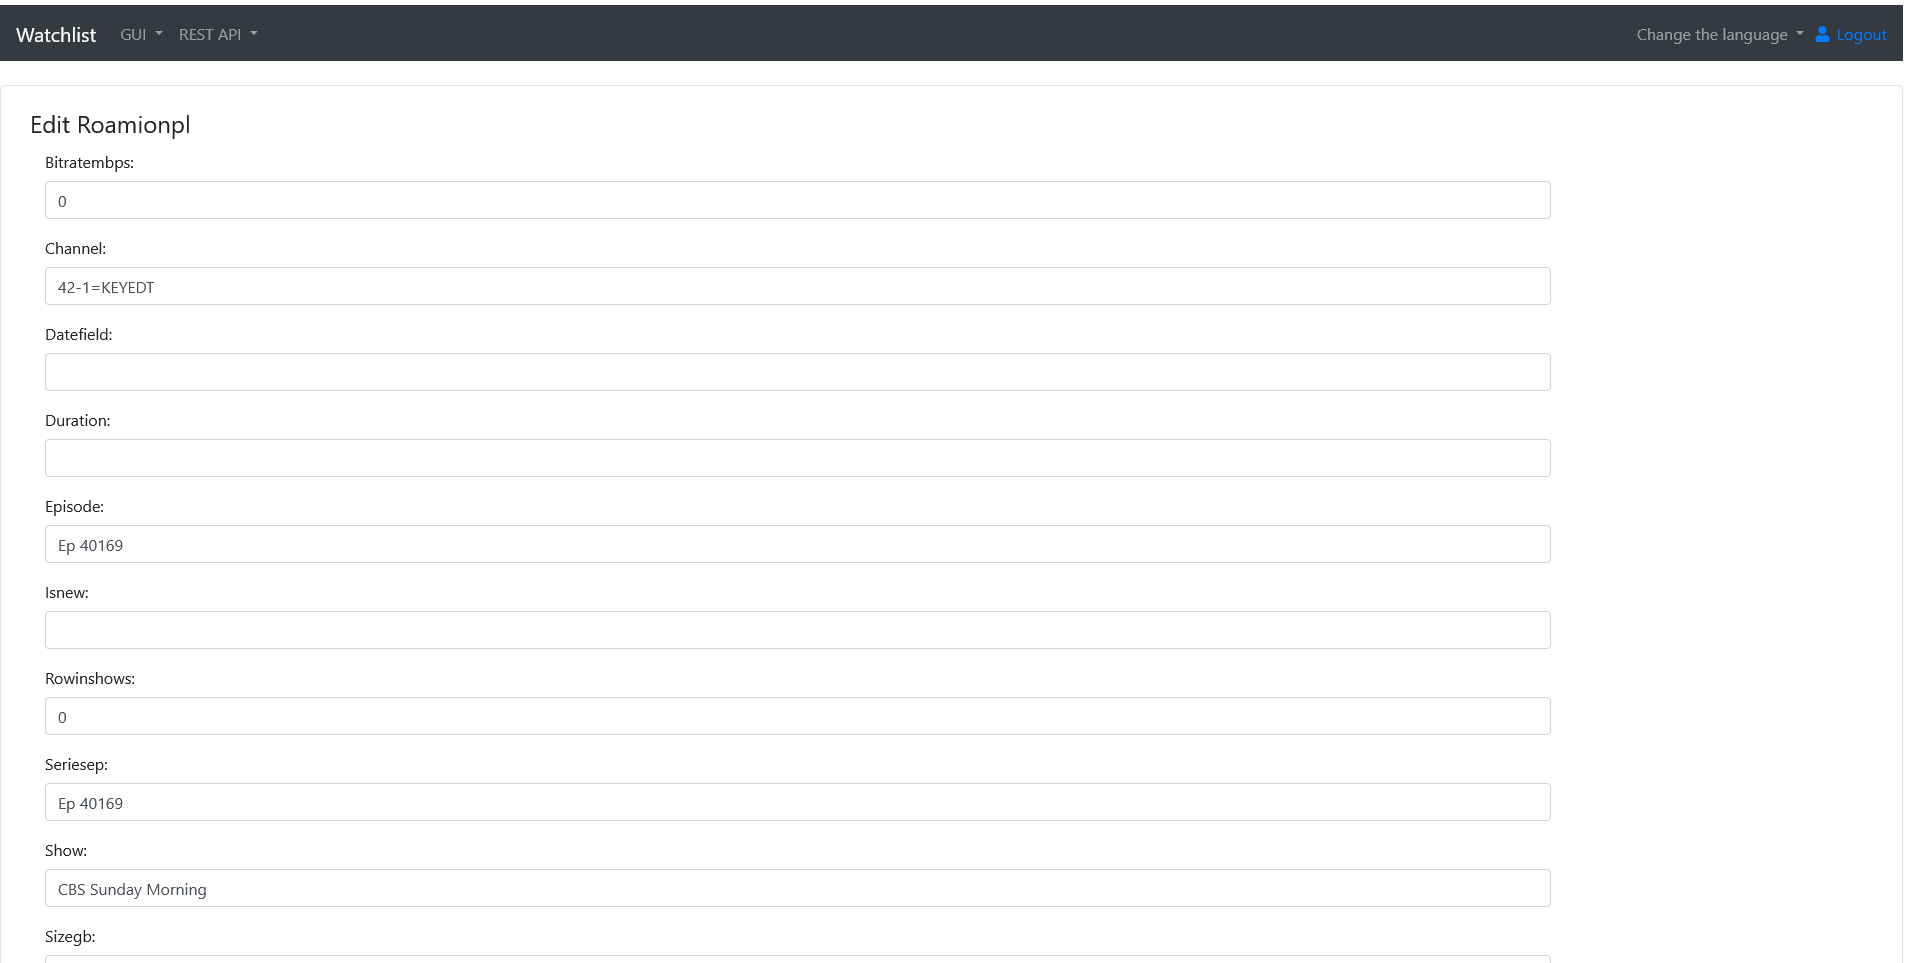 Watchlist GUI REST API Change the language Logout
Edit Roamionpl
Bitratembps:
0
Channel:
42-1=KEYEDT
Datefield:
Duration:
Episode:
Ep 40169
Isnew:
Rowinshows:
0
Seriesep:
Ep 40169
Show:
CBS Sunday Morning
Sizegb: